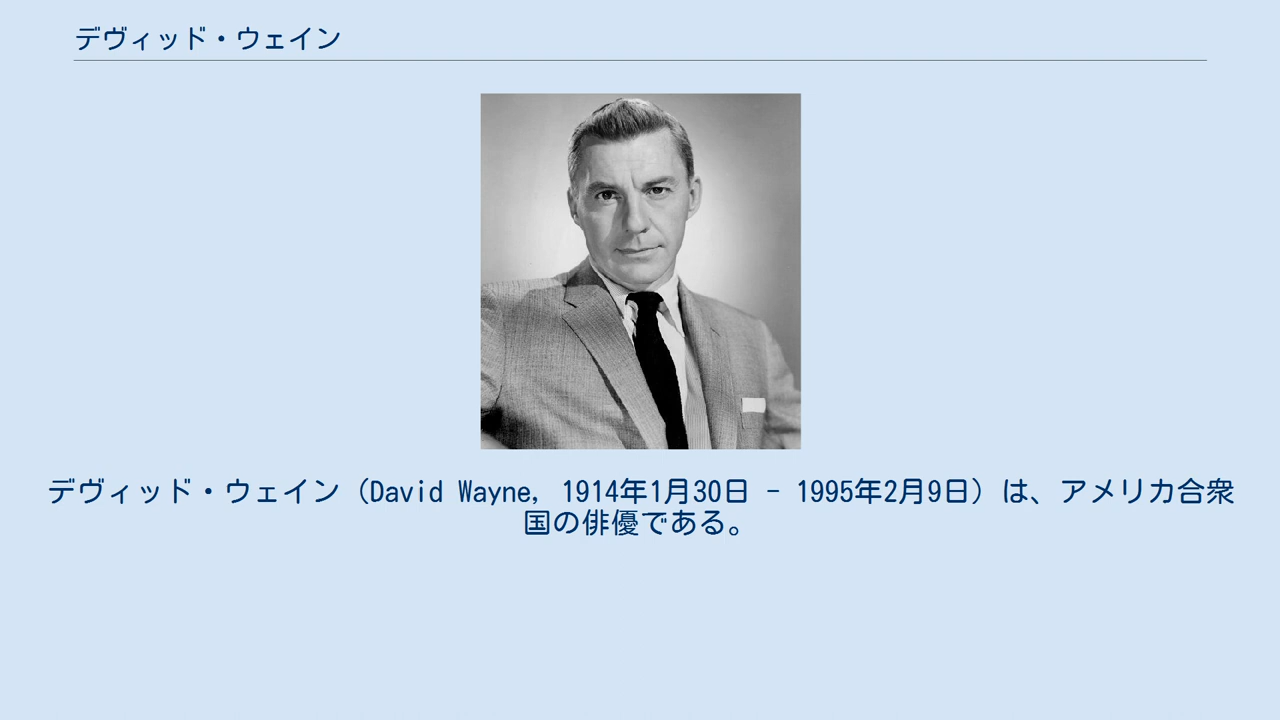 デヴィッド・ウェイン
デヴィッド・ウェイン（David Wayne, 1914年1月30日 - 1995年2月9日）は、アメリカ合衆
国の俳優である。